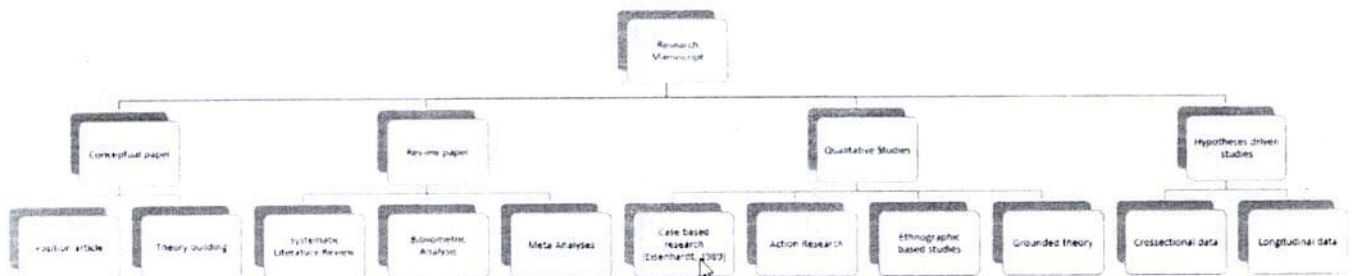 Research
Manuscript
Conceptual paper
Review paper
Qualitative Studies
Hypotheses driven
studies
Position article
Theory building
Systematic
Literature Review
Bibliometric
Analysis
Meta Analyses
Case based
research
(Eisenhardt, 1989)
Action Research
Ethnographic
based studies
Grounded theory
Crossectional data
Longitudinal data